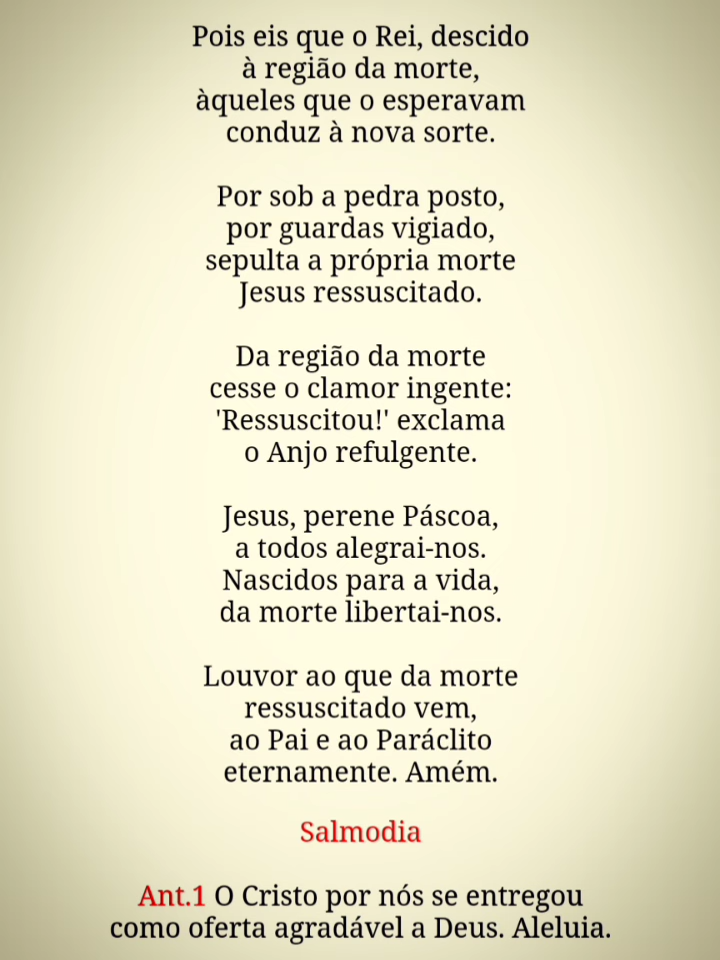 Pois eis que o Rei, descido
à região da morte,
àqueles que o esperavam
conduz à nova sorte.
Por sob a pedra posto,
por guardas vigiado,
sepulta a própria morte
Jesus ressuscitado.
Da região da morte
cesse o clamor ingente:
'Ressuscitou!' exclama
o Anjo refulgente.
Jesus, perene Páscoa,
a todos alegrai-nos.
Nascidos para a vida,
da morte libertai-nos.
Louvor ao que da morte
ressuscitado vem,
ao Pai e ao Paráclito
eternamente. Amém.
Salmodia
Ant.1 O Cristo por nós se entregou
como oferta agradável a Deus. Aleluia.